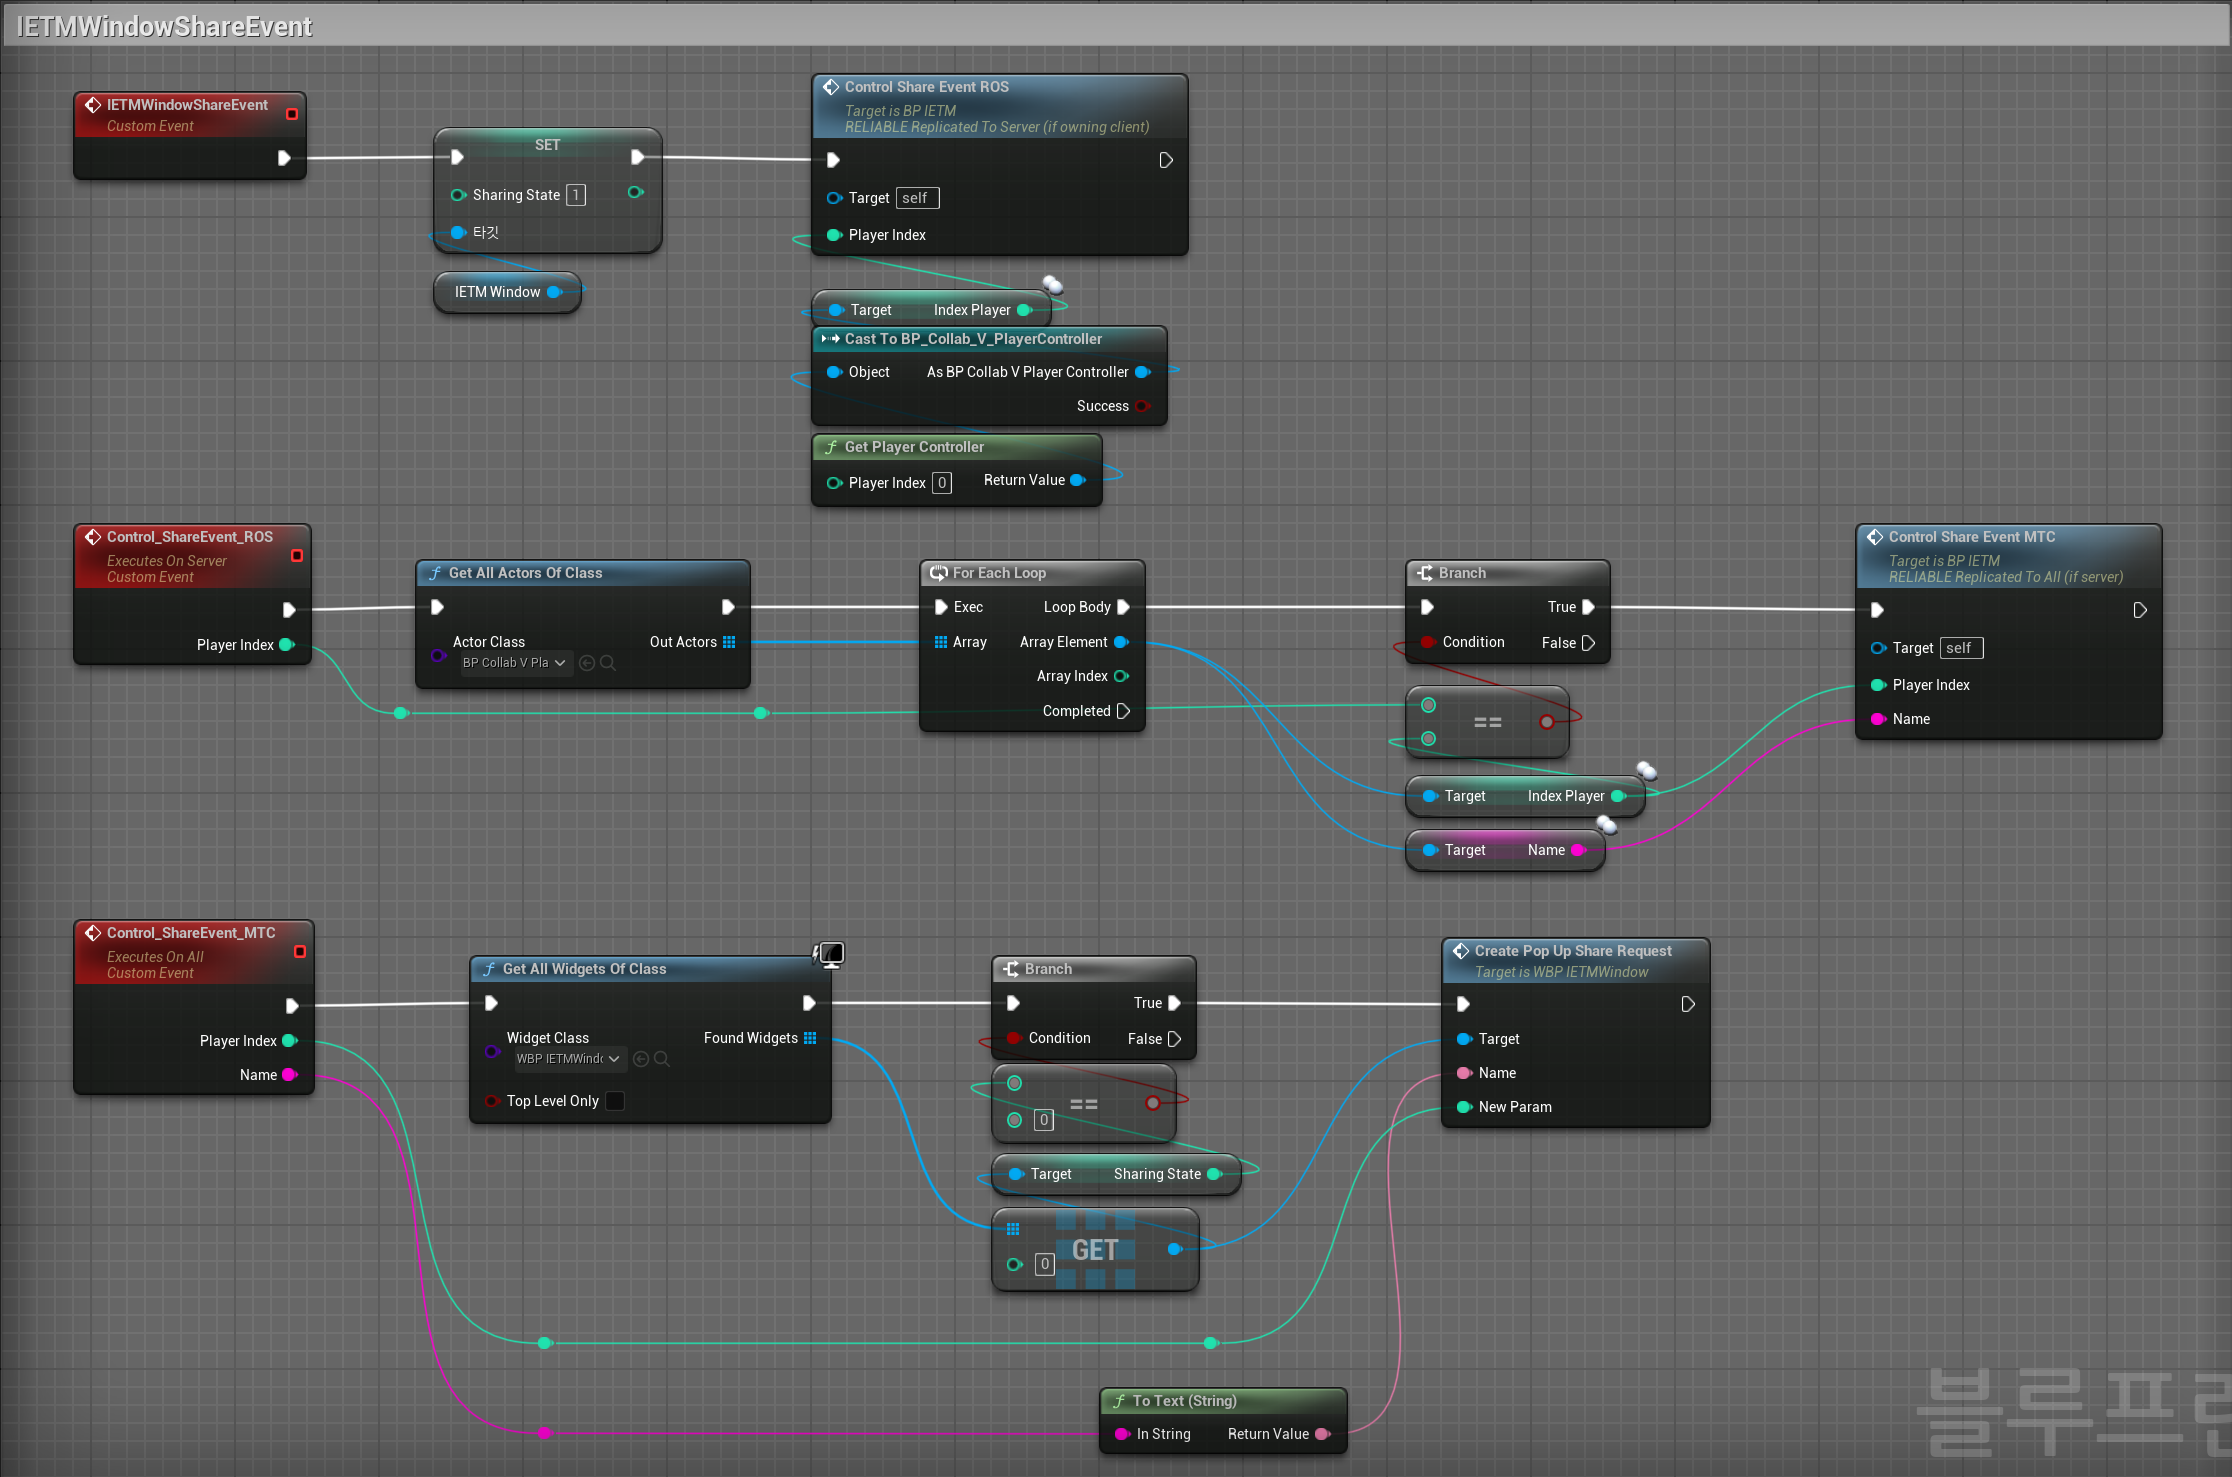 IETMWindowShareEvent
IETMWindowShareEvent
Custom Event
SET
Sharing State 1
타깃
IETM Window
Control Share Event ROS
Target is BP IETM
RELIABLE Replicated To Server (if owning client)
Target self
Player Index
Target Index Player
Cast To BP_Collab_V_PlayerController
Object As BP Collab V Player Controller
Success
Get Player Controller
Player Index 0 Return Value
Control_ShareEvent_ROS
Executes On Server
Custom Event
Player Index
Get All Actors Of Class
Actor Class Out Actors
BP Collab V Pla
For Each Loop
Exec Loop Body
Array Array Element
Array Index
Completed
Branch
True
Condition False
==
Target Index Player
Target Name
Control Share Event MTC
Target is BP IETM
RELIABLE Replicated To All (if server)
Target self
Player Index
Name
Control_ShareEvent_MTC
Executes On All
Custom Event
Player Index
Name
Get All Widgets Of Class
Widget Class Found Widgets
WBP IETMWind
Top Level Only
Branch
True
Condition False
==
0
Target Sharing State
GET
0
Create Pop Up Share Request
Target is WBP IETMWindow
Target
Name
New Param
To Text (String)
In String Return Value
블루프